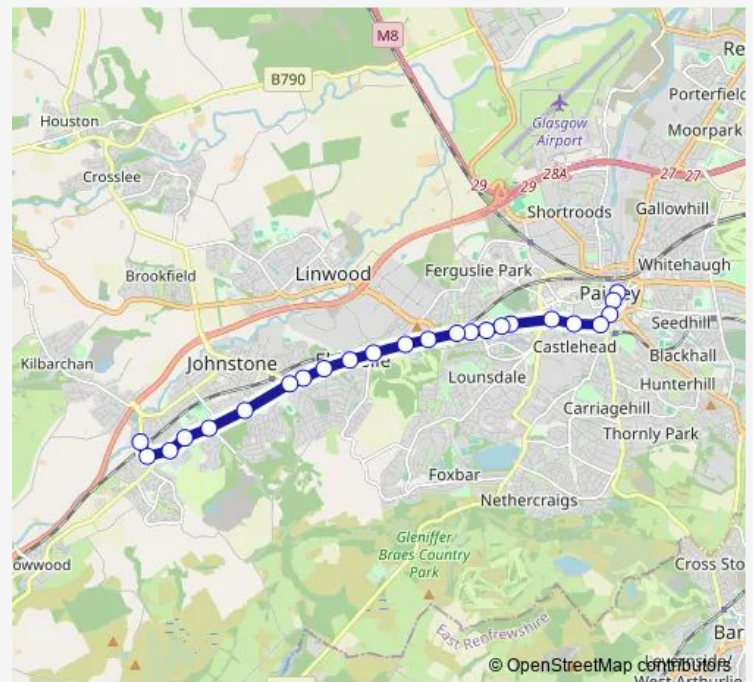 M8
B790
Houston
Crosslee
Glasgow
Airport
Porterfield
Moorpark
29
29
28A
27
27
Shortroods
Gallowhill
Brookfield
Linwood
Ferguslie Park
Whitehaugh
Paisley
Seedhill
Kilbarchan
Johnstone
Castlehead
Blackhall
Lounsdale
Hunterhill
Carriagehill
Thornly Park
Foxbar
Nethercraigs
Gleniffer
Braes Country
Park
owwood
Cross Sto
East Renfrewshire
Bar
© OpenStreetMap contributors